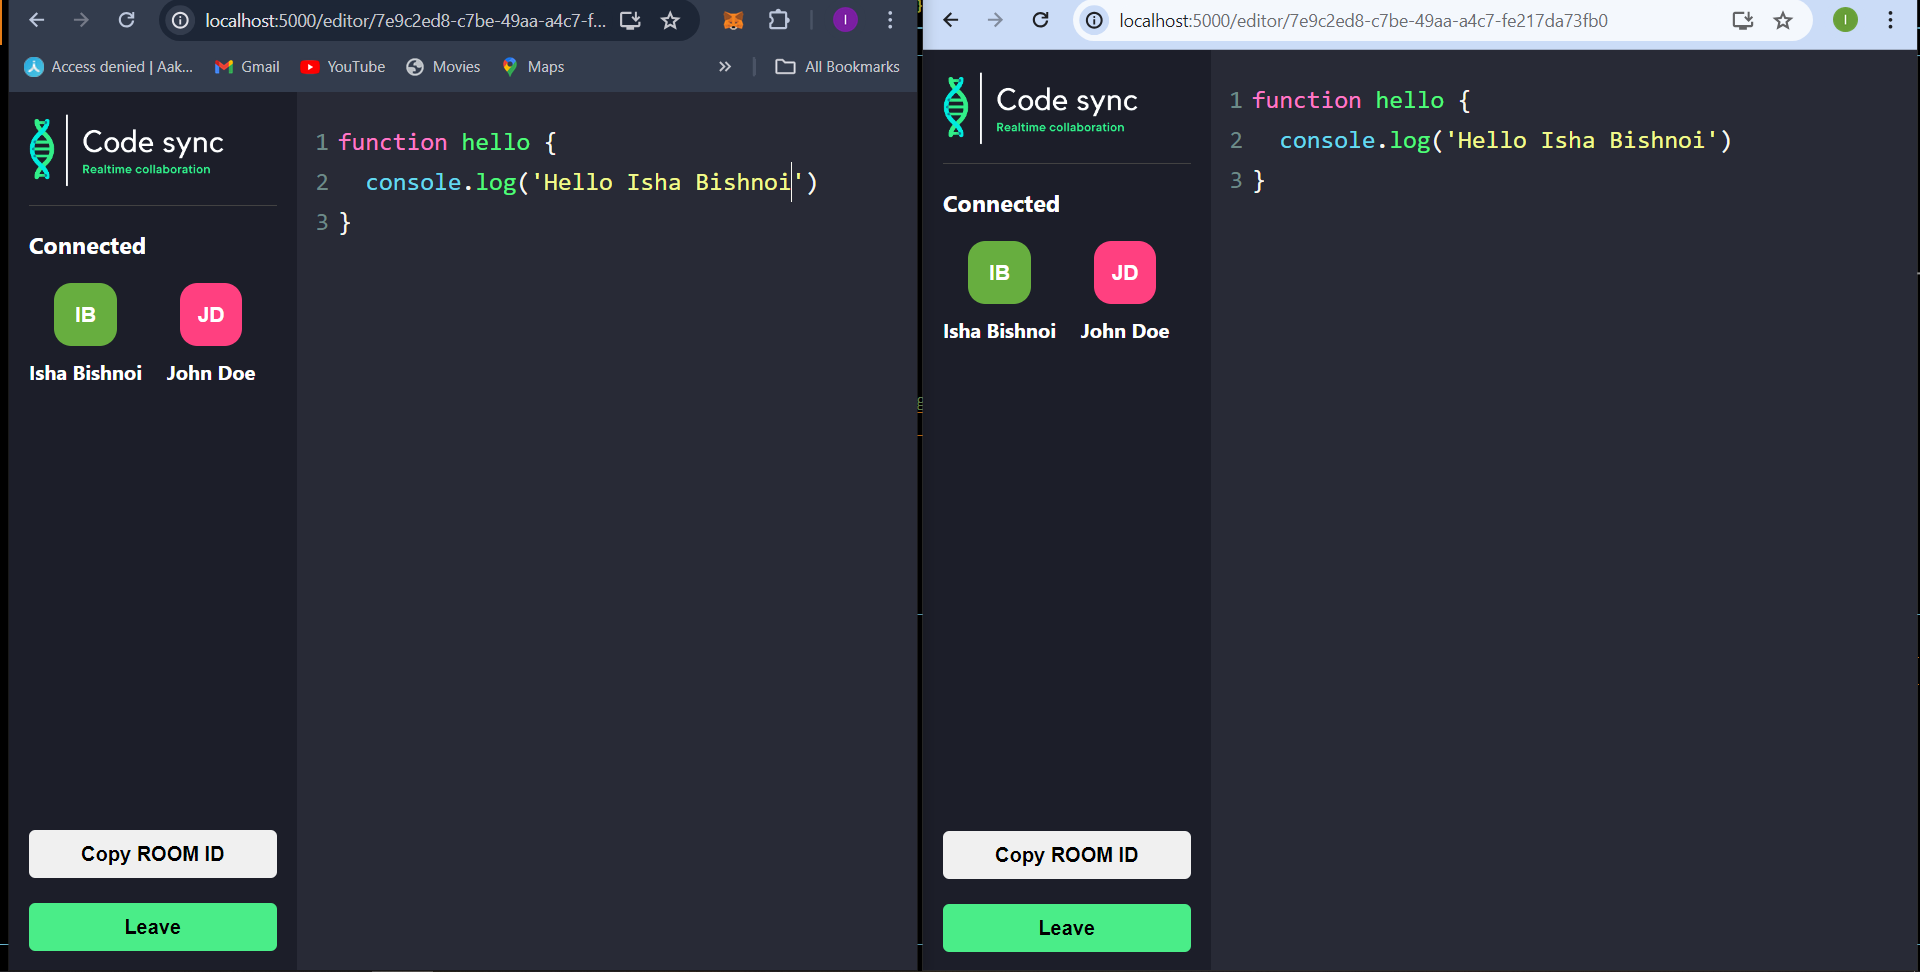 localhost:5000/editor/7e9c2ed8-c7be-49aa-a4c7-f...
I
Access denied | Aak...
Gmail
YouTube
Movies
Maps
»
All Bookmarks
Code sync
Realtime collaboration
Connected
IB
JD
Isha Bishnoi
John Doe
Copy ROOM ID
Leave
1 function hello {
2 console.log('Hello Isha Bishnoi')
3 }
localhost:5000/editor/7e9c2ed8-c7be-49aa-a4c7-fe217da73fb0
I
Code sync
Realtime collaboration
Connected
IB
JD
Isha Bishnoi
John Doe
Copy ROOM ID
Leave
1 function hello {
2 console.log('Hello Isha Bishnoi')
3 }